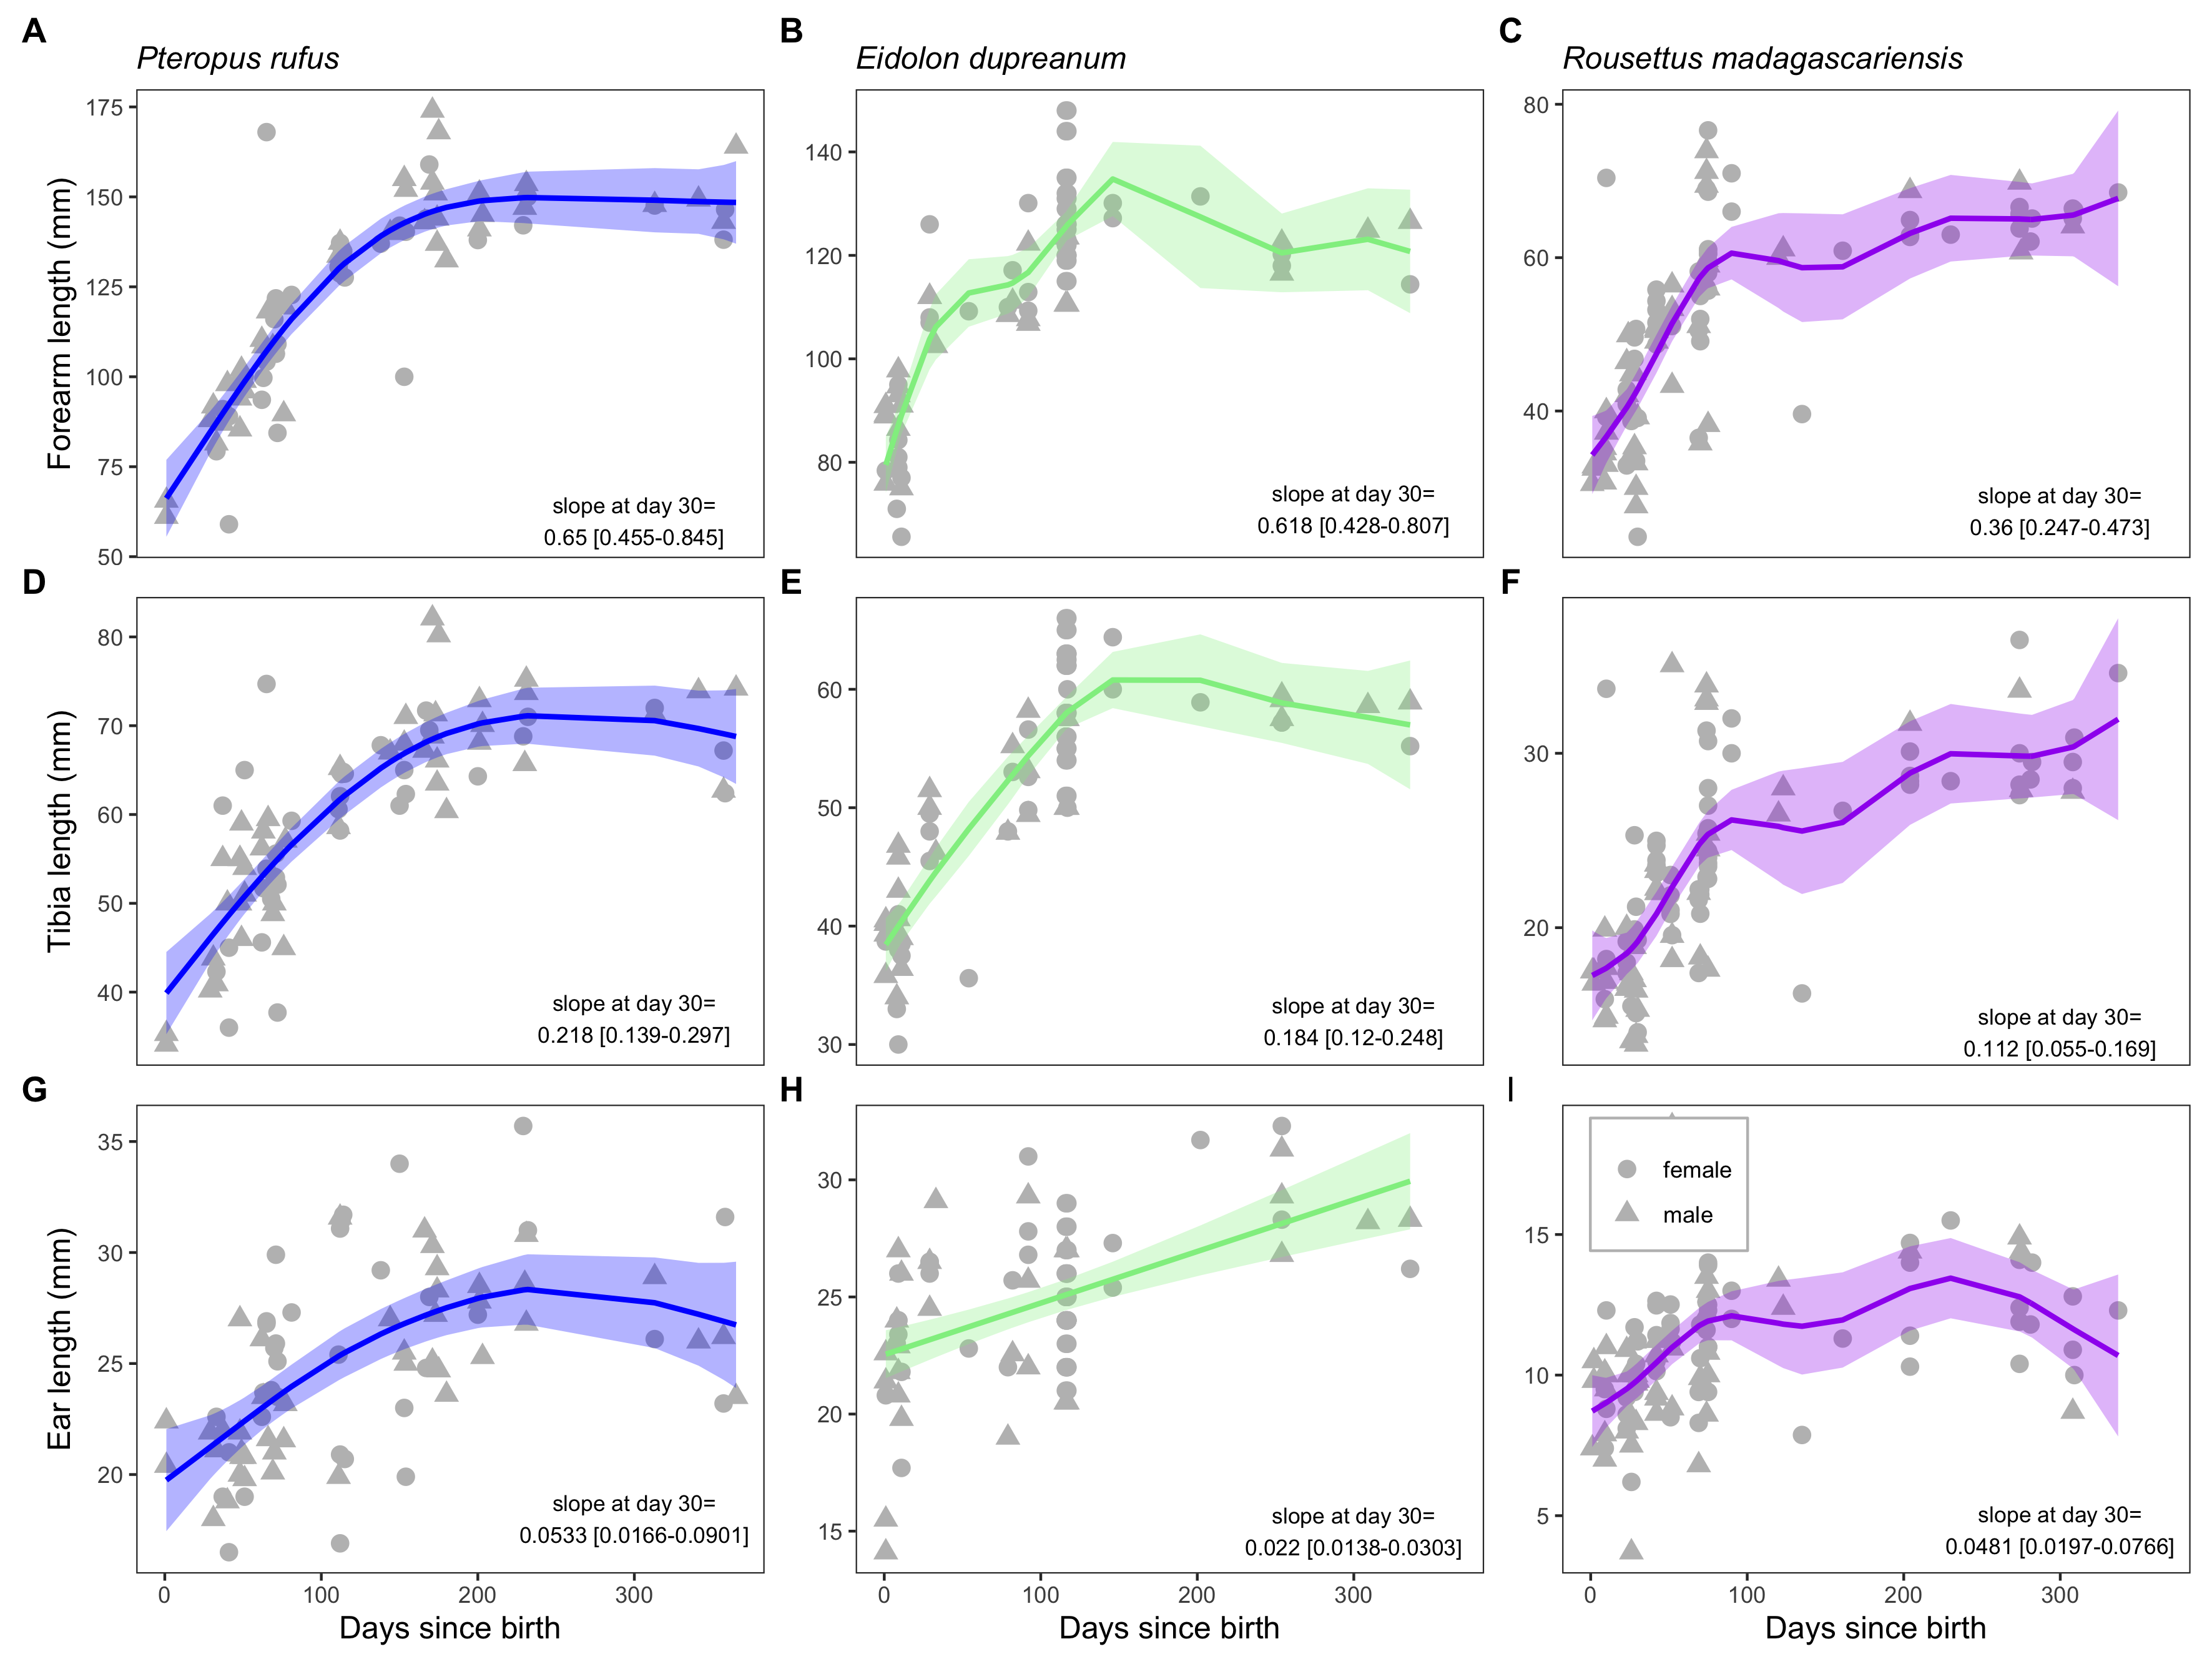 A
B
C
Pteropus rufus
Eidolon dupreanum
Rousettus madagascariensis
Forearm length (mm)
175
150
125
100
75
50
slope at day 30=
0.65 [0.455-0.845]
140
120
100
80
slope at day 30=
0.618 [0.428-0.807]
80
60
40
slope at day 30=
0.36 [0.247-0.473]
D
E
F
Tibia length (mm)
80
70
60
50
40
slope at day 30=
0.218 [0.139-0.297]
60
50
40
30
slope at day 30=
0.184 [0.12-0.248]
30
20
slope at day 30=
0.112 [0.055-0.169]
G
H
I
Ear length (mm)
35
30
25
20
slope at day 30=
0.0533 [0.0166-0.0901]
0
100
200
300
Days since birth
30
25
20
15
slope at day 30=
0.022 [0.0138-0.0303]
0
100
200
300
Days since birth
15
10
5
female
male
slope at day 30=
0.0481 [0.0197-0.0766]
0
100
200
300
Days since birth